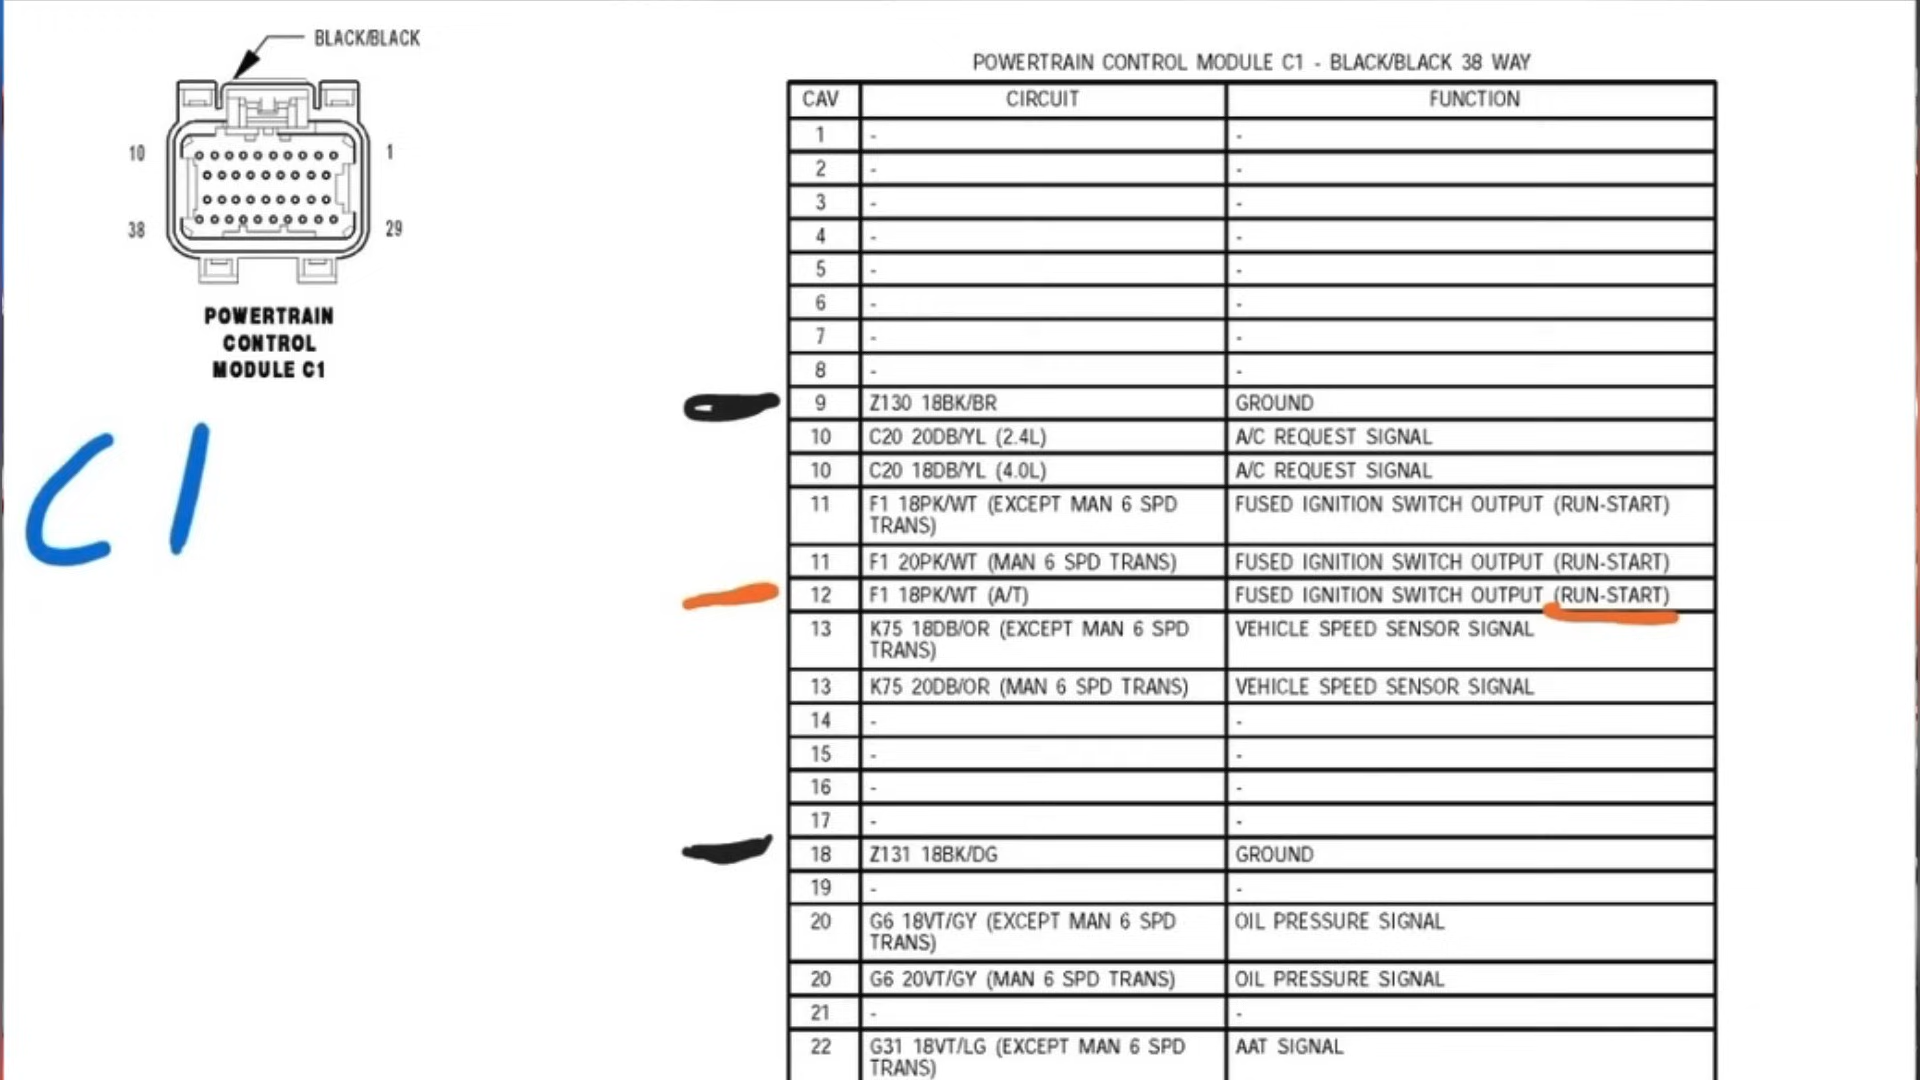 BLACK/BLACK
10
1
38
29
POWERTRAIN
CONTROL
MODULE C1
C1
POWERTRAIN CONTROL MODULE C1 - BLACK/BLACK 38 WAY
CAV CIRCUIT FUNCTION
1 - -
2 - -
3 - -
4 - -
5 - -
6 - -
7 - -
8 - -
9 Z130 18BK/BR GROUND
10 C20 20DB/YL (2.4L) A/C REQUEST SIGNAL
10 C20 18DB/YL (4.0L) A/C REQUEST SIGNAL
11 F1 18PK/WT (EXCEPT MAN 6 SPD FUSED IGNITION SWITCH OUTPUT (RUN-START)
TRANS)
11 F1 20PK/WT (MAN 6 SPD TRANS) FUSED IGNITION SWITCH OUTPUT (RUN-START)
12 F1 18PK/WT (A/T) FUSED IGNITION SWITCH OUTPUT (RUN-START)
13 K75 18DB/OR (EXCEPT MAN 6 SPD VEHICLE SPEED SENSOR SIGNAL
TRANS)
13 K75 20DB/OR (MAN 6 SPD TRANS) VEHICLE SPEED SENSOR SIGNAL
14 - -
15 - -
16 - -
17 - -
18 Z131 18BK/DG GROUND
19 - -
20 G6 18VT/GY (EXCEPT MAN 6 SPD OIL PRESSURE SIGNAL
TRANS)
20 G6 20VT/GY (MAN 6 SPD TRANS) OIL PRESSURE SIGNAL
21 - -
22 G31 18VT/LG (EXCEPT MAN 6 SPD AAT SIGNAL
TRANS)